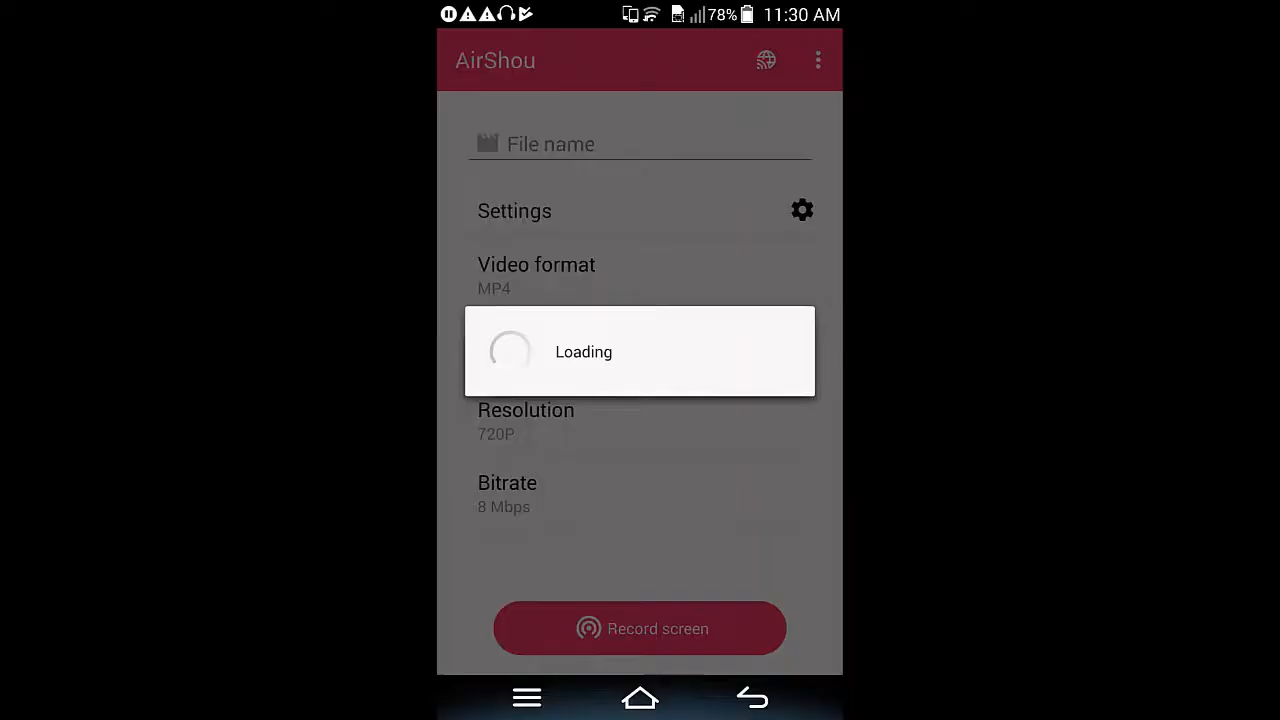 78% 11:30 AM
AirShou
File name
Settings
Video format
MP4
Loading
Resolution
720P
Bitrate
8 Mbps
Record screen